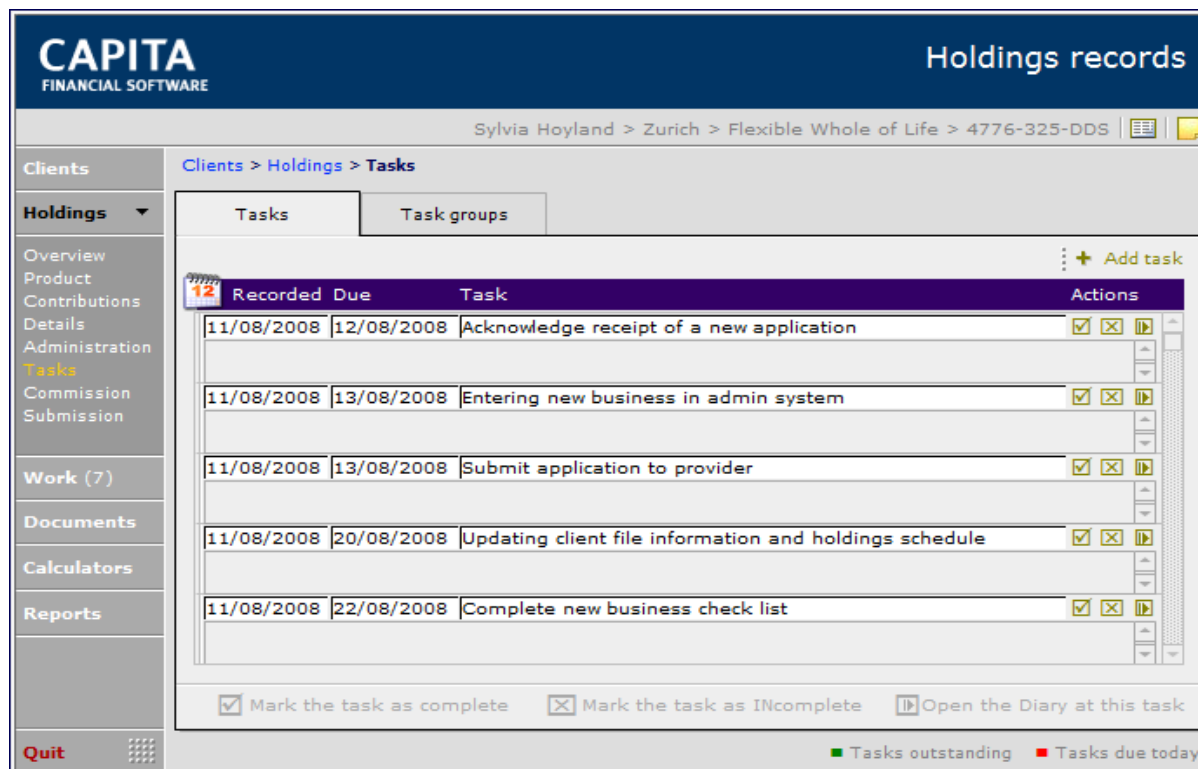 CAPITA
FINANCIAL SOFTWARE
Holdings records
Sylvia Hoyland > Zurich > Flexible Whole of Life > 4776-325-DDS
Clients
Holdings
Overview
Product
Contributions
Details
Administration
Tasks
Commission
Submission
Work (7)
Documents
Calculators
Reports
Quit
Clients > Holdings > Tasks
Tasks Task groups
+ Add task
12 Recorded Due Task Actions
11/08/2008 12/08/2008 Acknowledge receipt of a new application
11/08/2008 13/08/2008 Entering new business in admin system
11/08/2008 13/08/2008 Submit application to provider
11/08/2008 20/08/2008 Updating client file information and holdings schedule
11/08/2008 22/08/2008 Complete new business check list
Mark the task as complete Mark the task as INcomplete Open the Diary at this task
Tasks outstanding Tasks due today